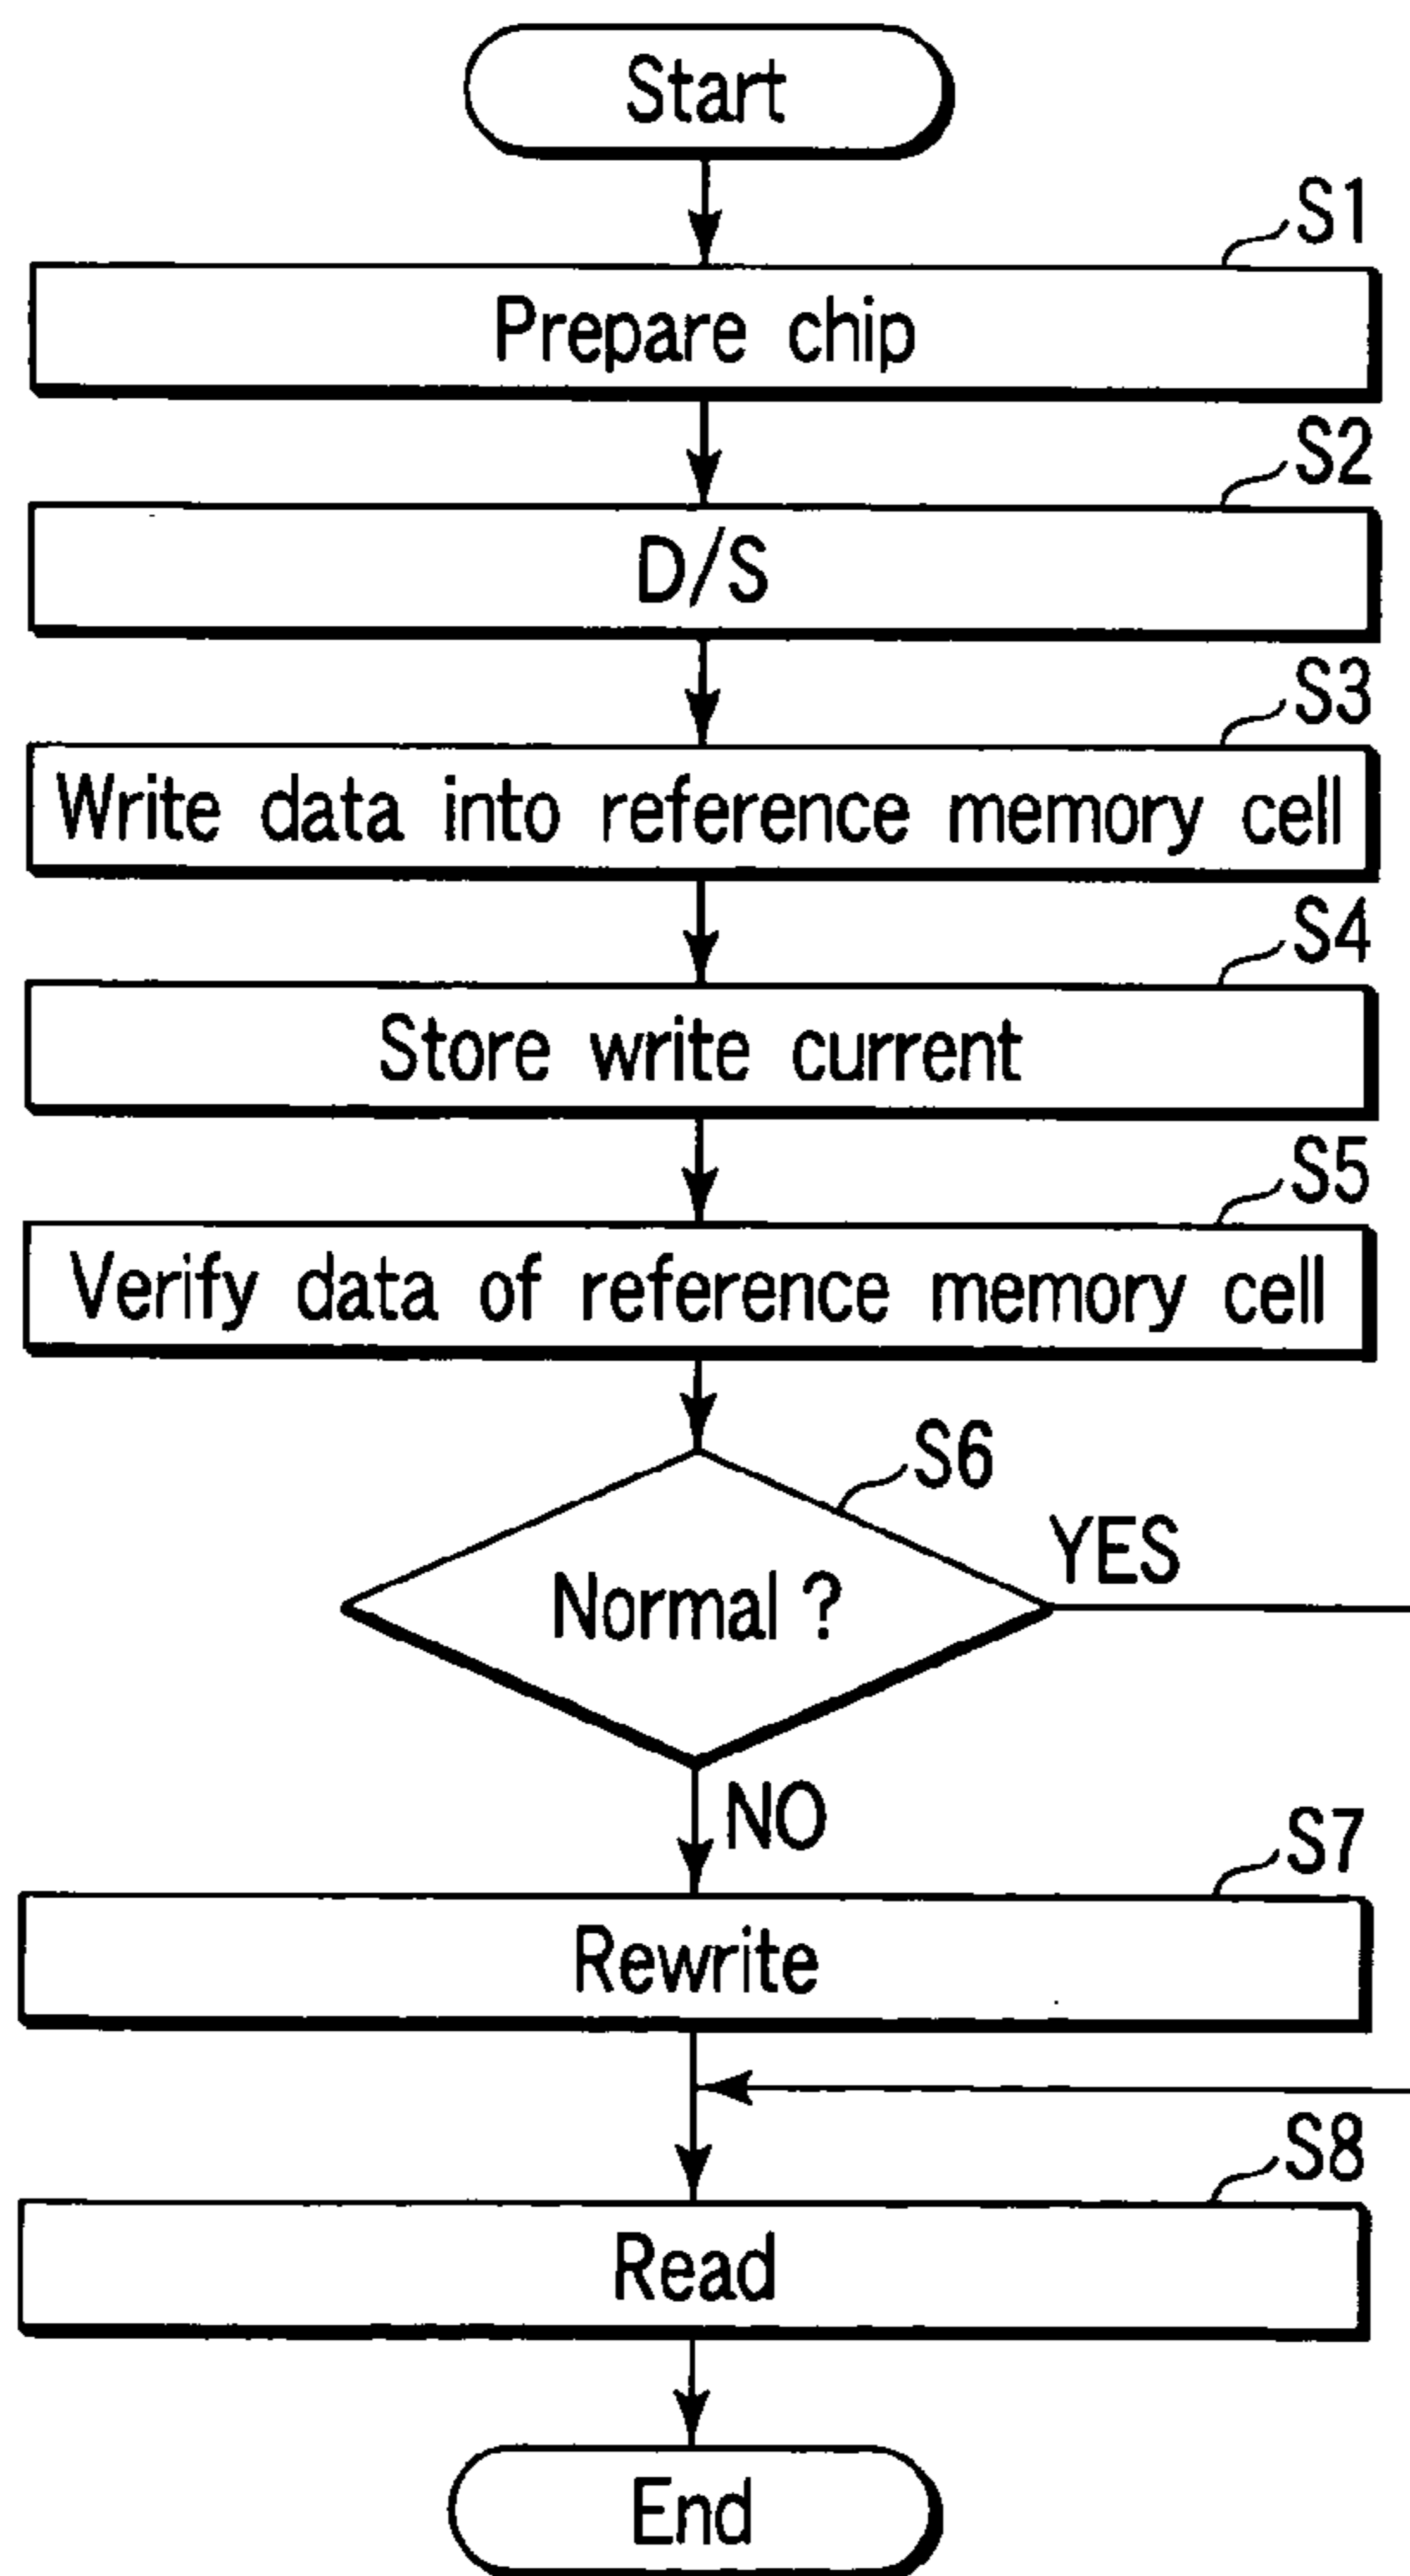 Start
S1
Prepare chip
S2
D/S
S3
Write data into reference memory cell
S4
Store write current
S5
Verify data of reference memory cell
S6
YES
Normal ?
NO
S7
Rewrite
S8
Read
End